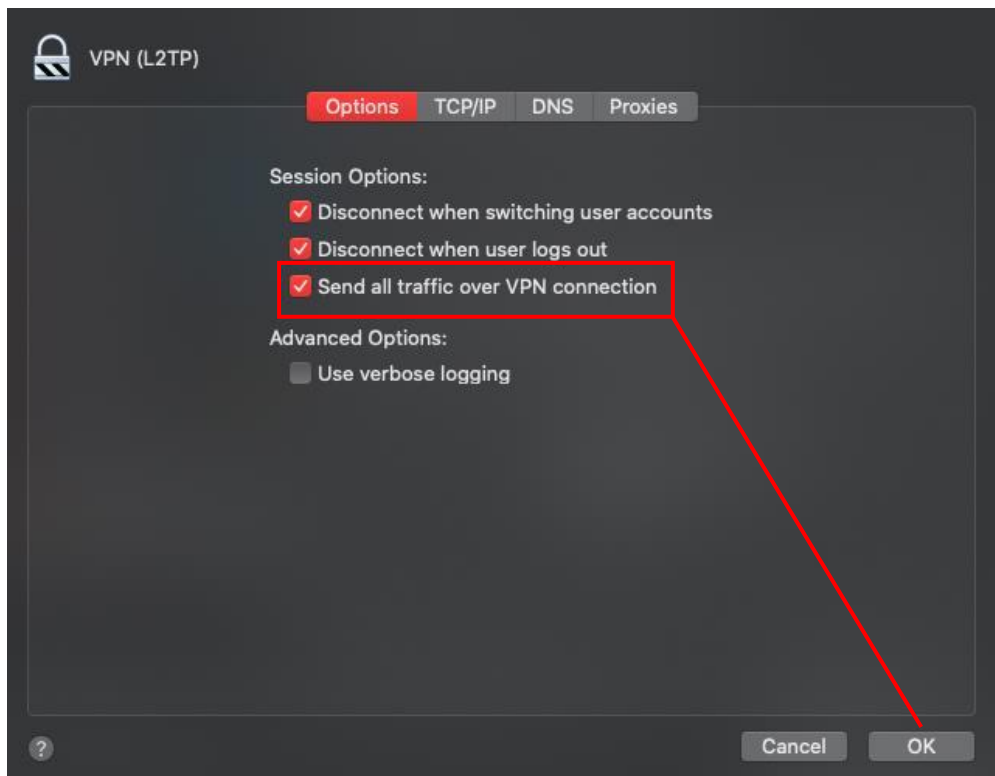 VPN (L2TP)
Options TCP/IP DNS Proxies
Session Options:
Disconnect when switching user accounts
Disconnect when user logs out
Send all traffic over VPN connection
Advanced Options:
Use verbose logging
? Cancel OK